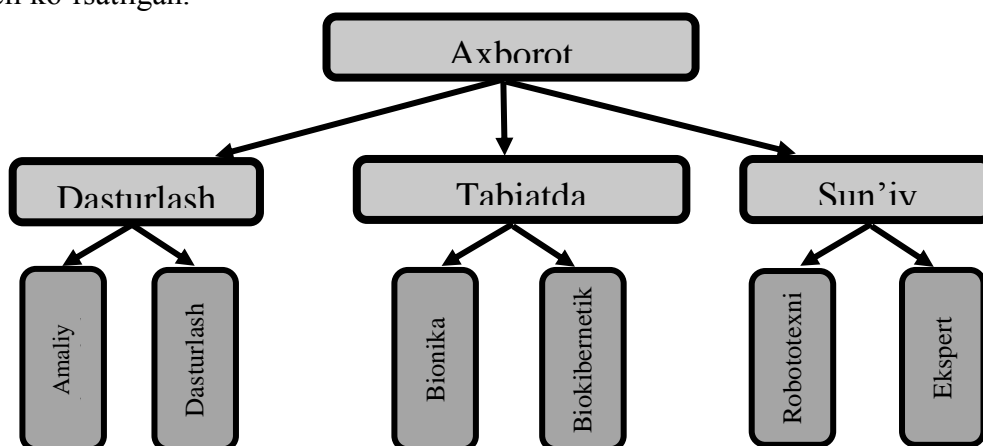 ko'rsatilgan.
Axborot
Dasturlash
Tabiatda
Sun'iy
Amaliy
Dasturlash
Bionika
Biokibernetik
Robototexni
Ekspert